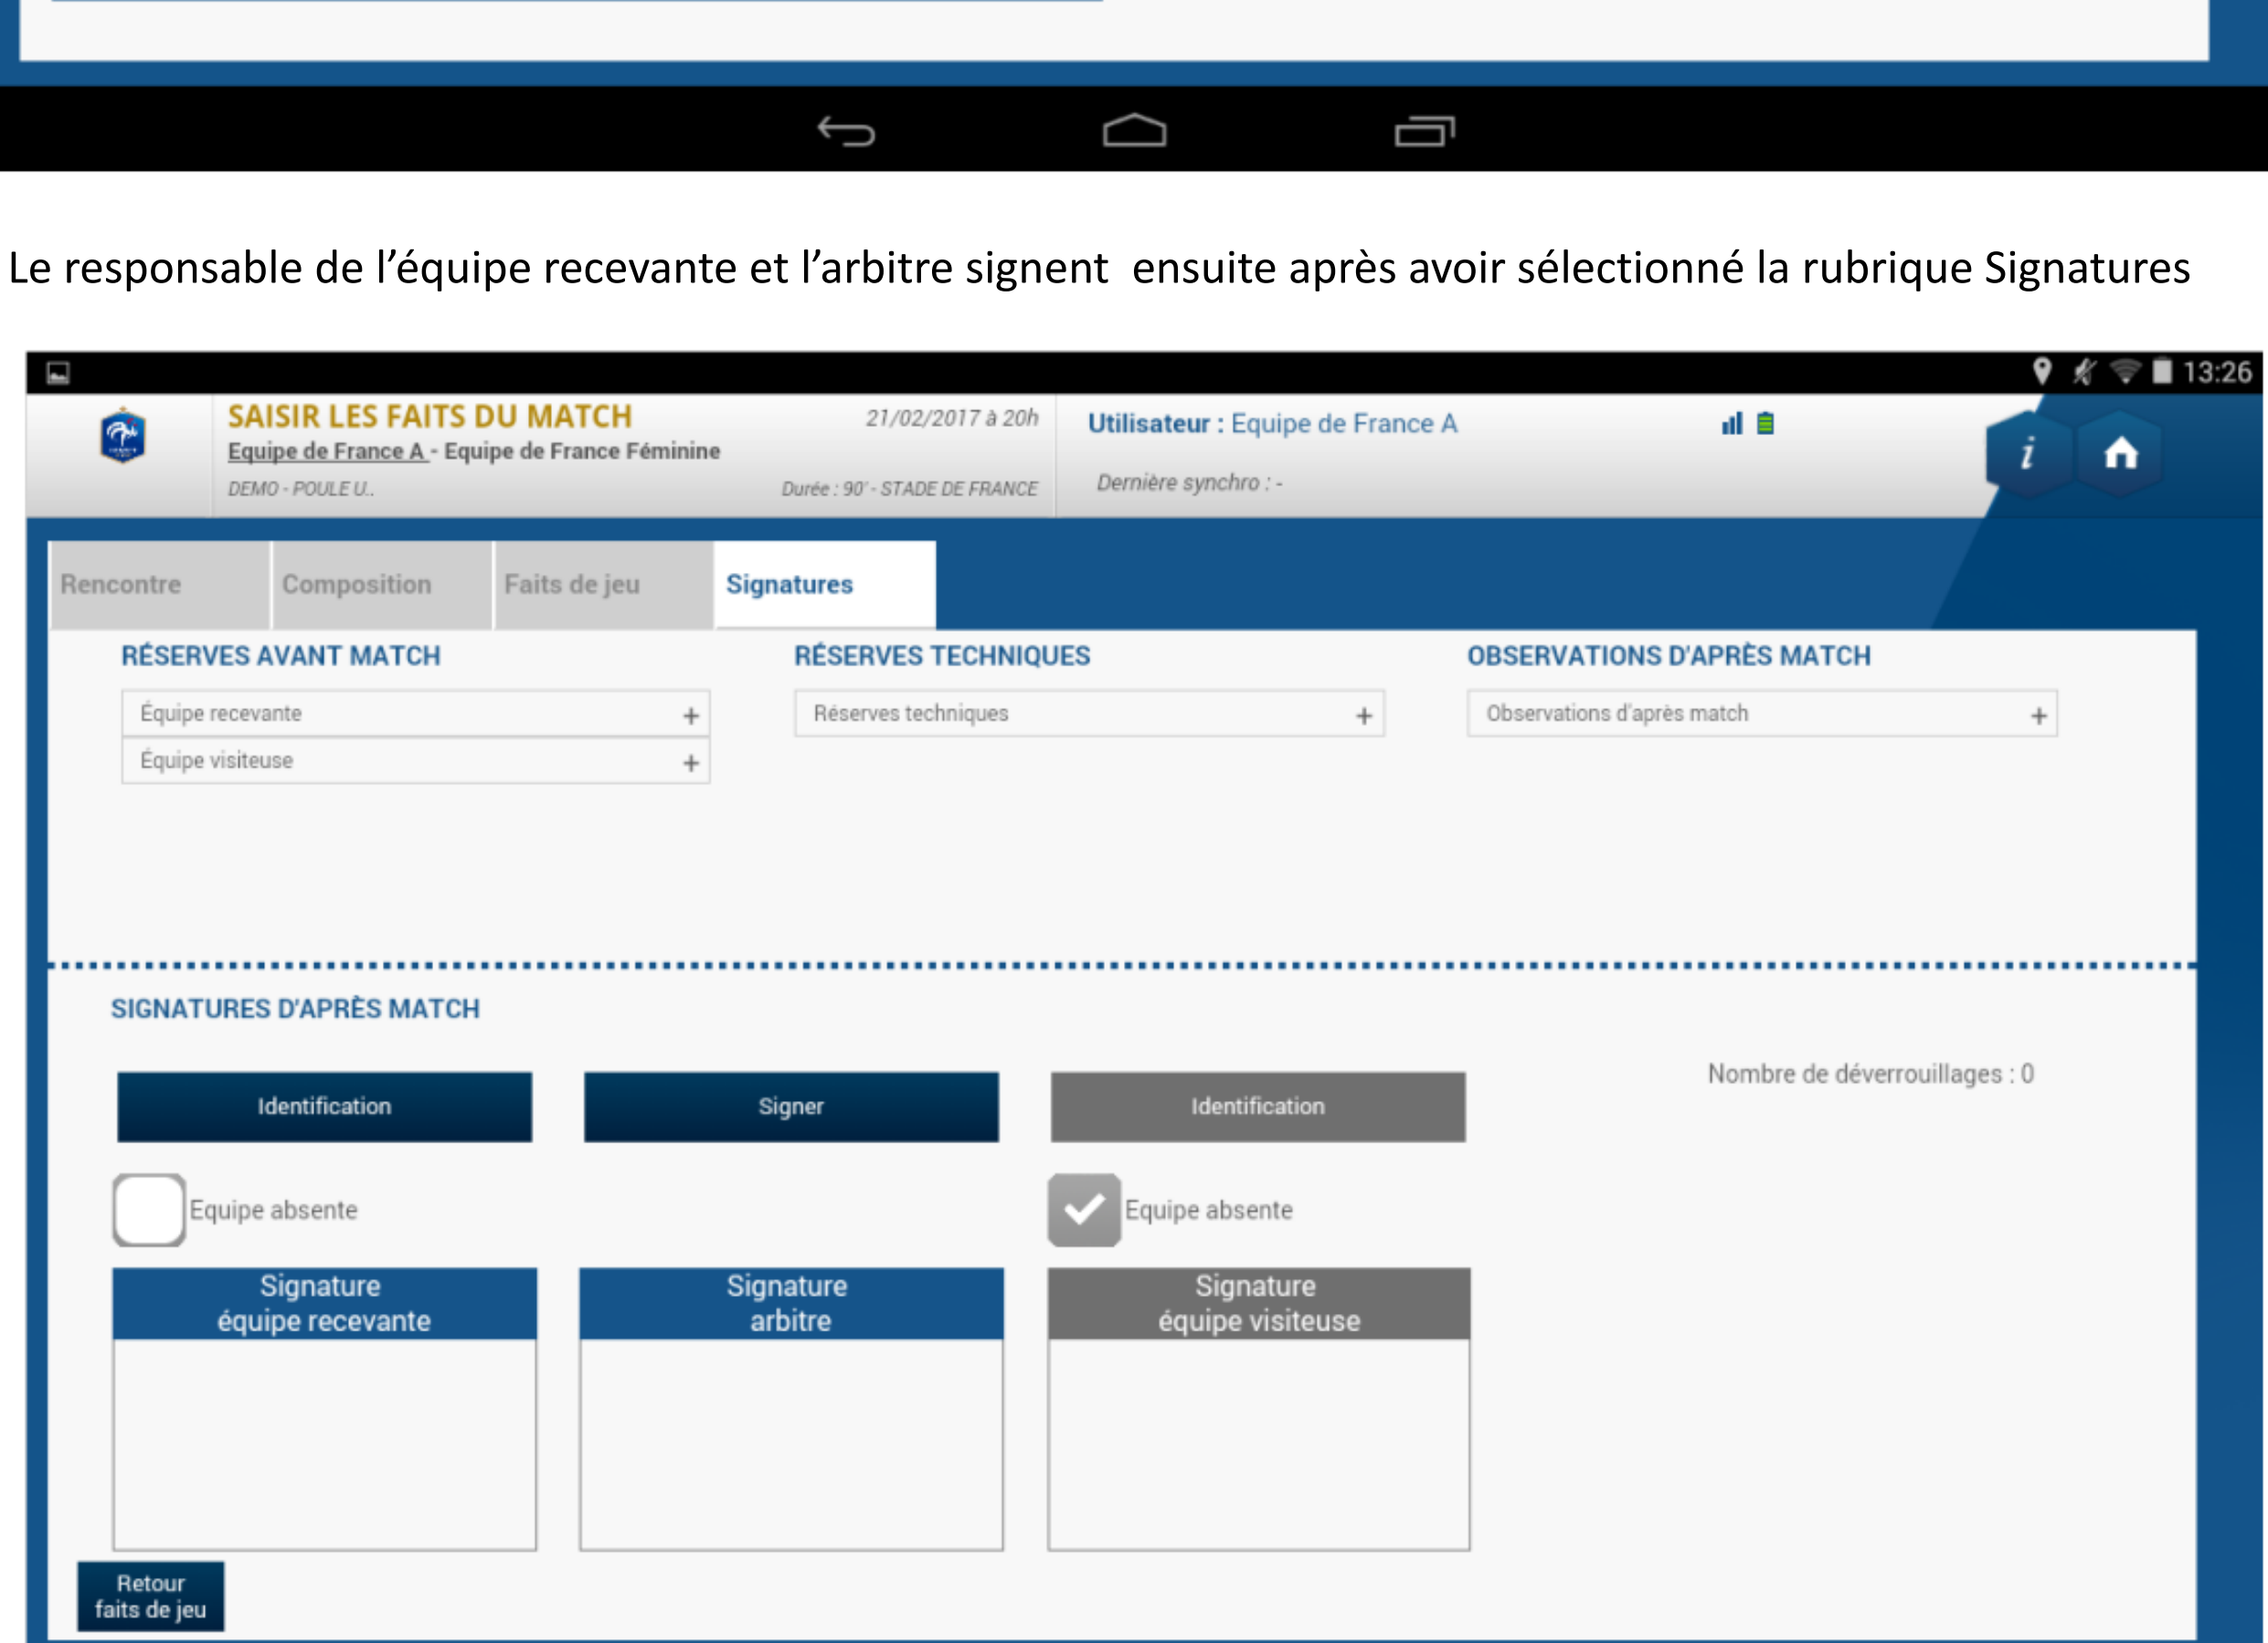 Le responsable de l’équipe recevante et l’arbitre signent  ensuite après avoir sélectionné la rubrique Signatures
13:26
SAISIR LES FAITS DU MATCH
21/02/2017 à 20h
Equipe de France A - Equipe de France Féminine
DEMO - POULE U..
Durée : 90' - STADE DE FRANCE
Utilisateur : Equipe de France A
Dernière synchro : -
i
Rencontre
Composition
Faits de jeu
Signatures
RÉSERVES AVANT MATCH
RÉSERVES TECHNIQUES
OBSERVATIONS D'APRÈS MATCH
Équipe recevante +
Réserves techniques +
Observations d'après match +
Équipe visiteuse +
SIGNATURES D'APRÈS MATCH
Nombre de déverrouillages : 0
Identification
Signer
Identification
Equipe absente
Equipe absente
Signature
équipe recevante
Signature
arbitre
Signature
équipe visiteuse
Retour
faits de jeu